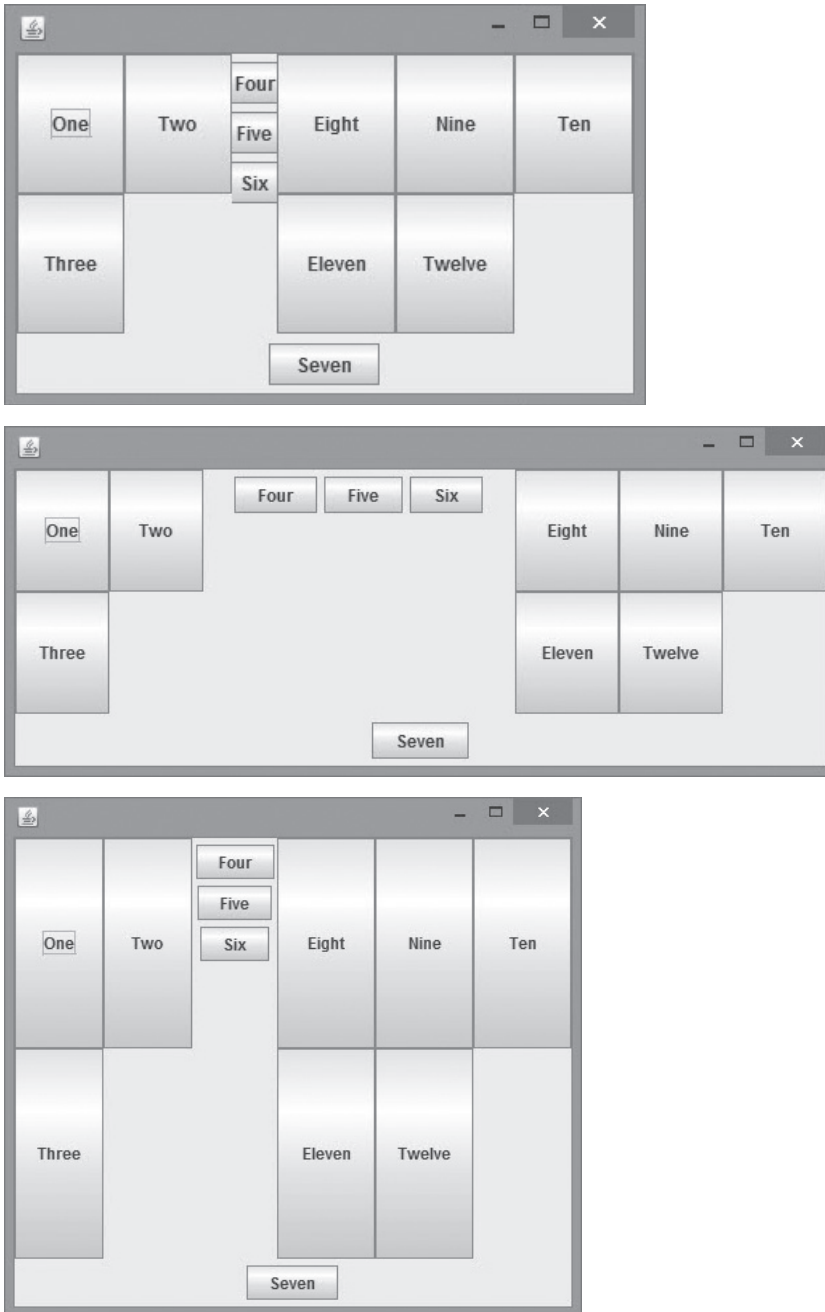 Four
One Two Eight Nine Ten
Five
Six
Three Eleven Twelve
Seven
Four Five Six
One Two Eight Nine Ten
Three Eleven Twelve
Seven
Four
Five
One Two Six Eight Nine Ten
Three Eleven Twelve
Seven